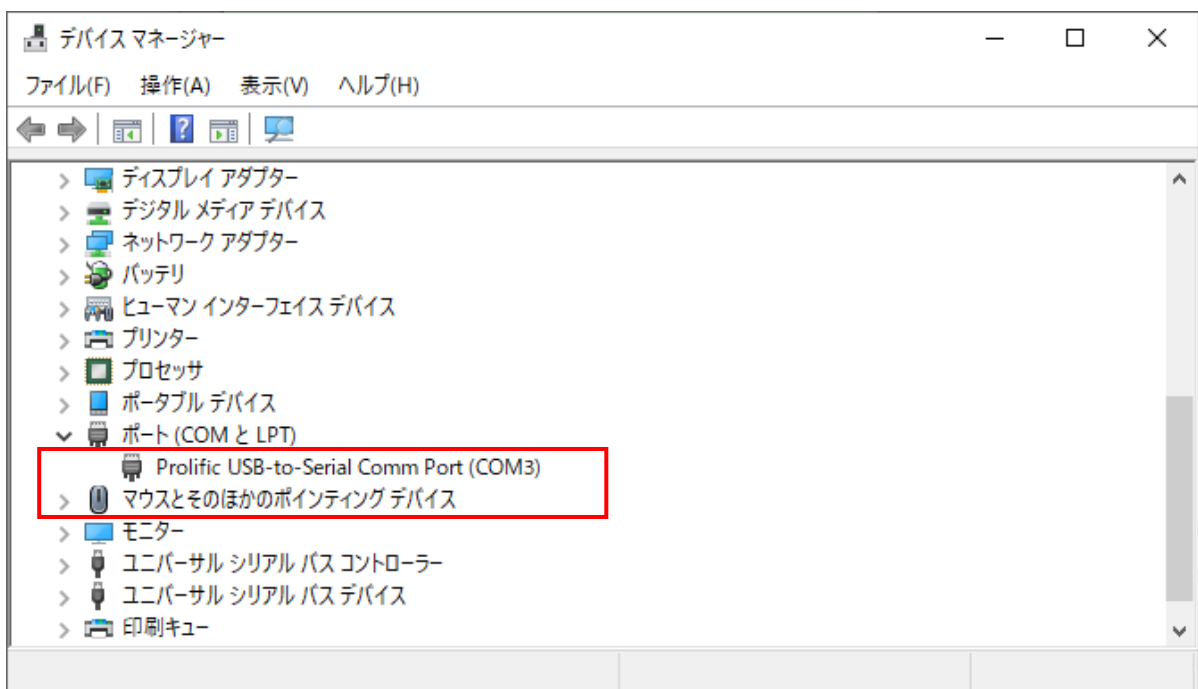 デバイス マネージャー
ファイル(F) 操作(A) 表示(V) ヘルプ(H)
ディスプレイ アダプター
デジタル メディア デバイス
ネットワーク アダプター
バッテリ
ヒューマン インターフェイス デバイス
プリンター
プロセッサ
ポータブル デバイス
ポート (COM と LPT)
Prolific USB-to-Serial Comm Port (COM3)
マウスとそのほかのポインティング デバイス
モニター
ユニバーサル シリアル バス コントローラー
ユニバーサル シリアル バス デバイス
印刷キュー